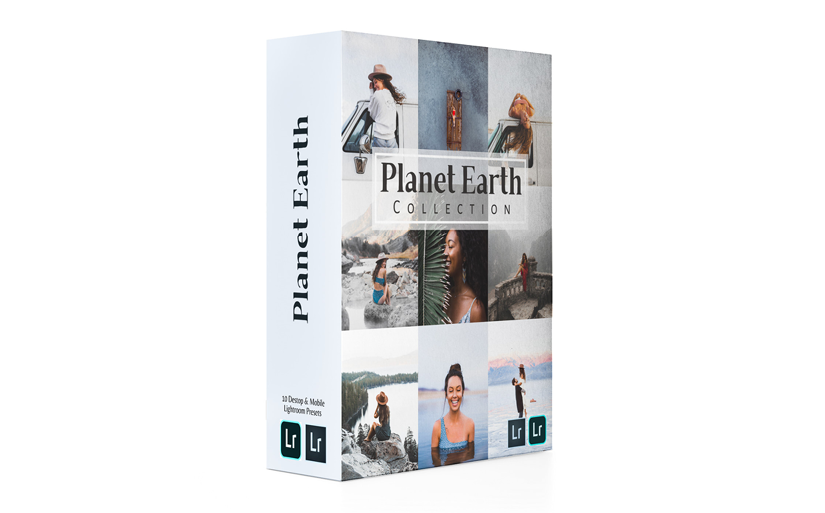 Planet Earth
10 Destop & Mobile
Lightroom Presets
Lr
Lr
Planet Earth
COLLECTION
Lr
Lr